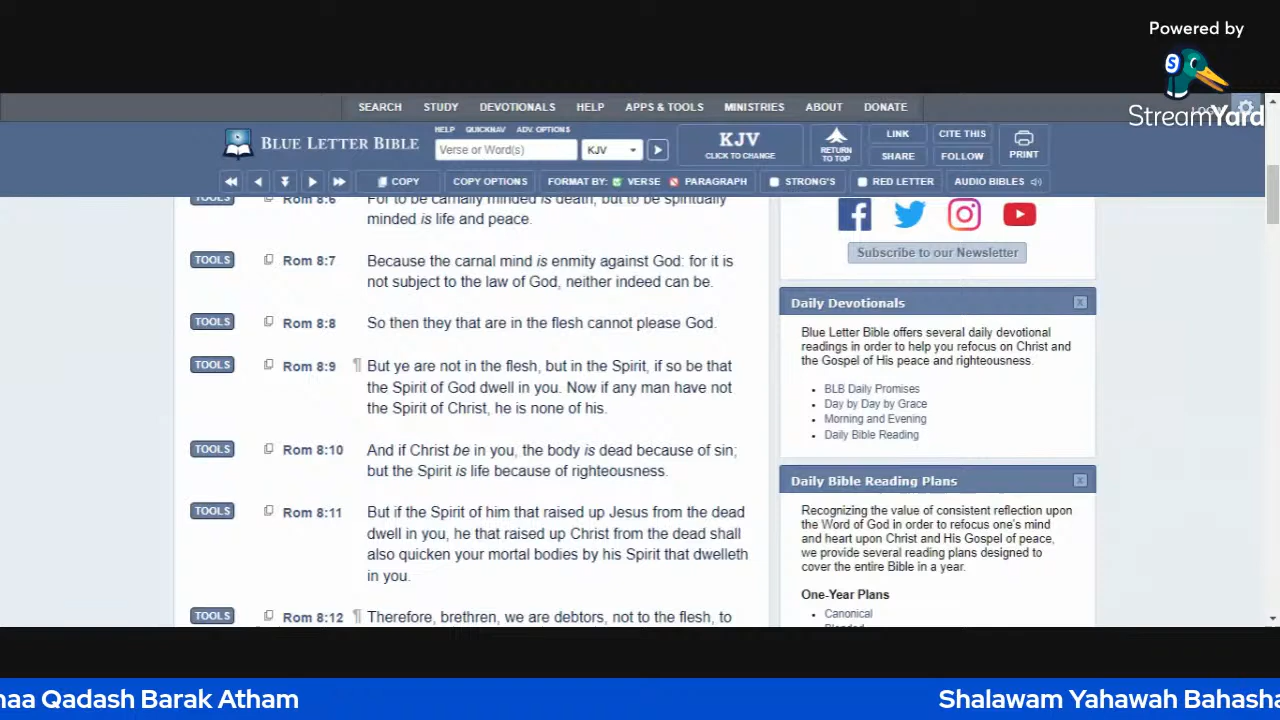 Powered by
StreamYard
SEARCH STUDY DEVOTIONALS HELP APPS & TOOLS MINISTRIES ABOUT DONATE
BLUE LETTER BIBLE
HELP QUICKNAV ADV. OPTIONS
Verse or Word(s) KJV
KJV
CLICK TO CHANGE
RETURN
TO TOP
LINK CITE THIS
SHARE FOLLOW
PRINT
COPY COPY OPTIONS FORMAT BY: VERSE PARAGRAPH STRONG'S RED LETTER AUDIO BIBLES
TOOLS Rom 8:6 For to be carnally minded is death; but to be spiritually
minded is life and peace.
TOOLS Rom 8:7 Because the carnal mind is enmity against God: for it is
not subject to the law of God, neither indeed can be.
TOOLS Rom 8:8 So then they that are in the flesh cannot please God.
TOOLS Rom 8:9 ¶ But ye are not in the flesh, but in the Spirit, if so be that
the Spirit of God dwell in you. Now if any man have not
the Spirit of Christ, he is none of his.
TOOLS Rom 8:10 And if Christ be in you, the body is dead because of sin;
but the Spirit is life because of righteousness.
TOOLS Rom 8:11 But if the Spirit of him that raised up Jesus from the dead
dwell in you, he that raised up Christ from the dead shall
also quicken your mortal bodies by his Spirit that dwelleth
in you.
TOOLS Rom 8:12 ¶ Therefore, brethren, we are debtors, not to the flesh, to
Subscribe to our Newsletter
Daily Devotionals
Blue Letter Bible offers several daily devotional
readings in order to help you refocus on Christ and
the Gospel of His peace and righteousness.
BLB Daily Promises
Day by Day by Grace
Morning and Evening
Daily Bible Reading
Daily Bible Reading Plans
Recognizing the value of consistent reflection upon
the Word of God in order to refocus one's mind
and heart upon Christ and His Gospel of peace,
we provide several reading plans designed to
cover the entire Bible in a year.
One-Year Plans
Canonical
naa Qadash Barak Atham Shalawam Yahawah Bahasha